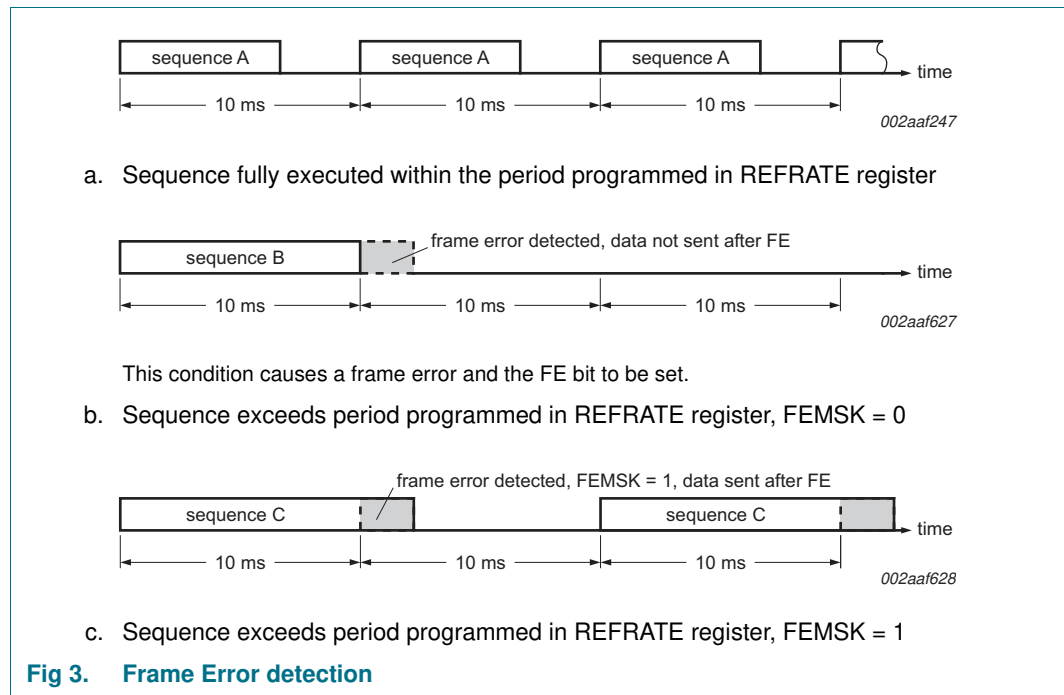 sequence A sequence A sequence A
time
10 ms 10 ms 10 ms
002aaf247
a. Sequence fully executed within the period programmed in REFRATE register
frame error detected, data not sent after FE
sequence B
time
10 ms 10 ms 10 ms
002aaf627
This condition causes a frame error and the FE bit to be set.
b. Sequence exceeds period programmed in REFRATE register, FEMSK = 0
frame error detected, FEMSK = 1, data sent after FE
sequence C sequence C
time
10 ms 10 ms 10 ms
002aaf628
c. Sequence exceeds period programmed in REFRATE register, FEMSK = 1
Fig 3. Frame Error detection